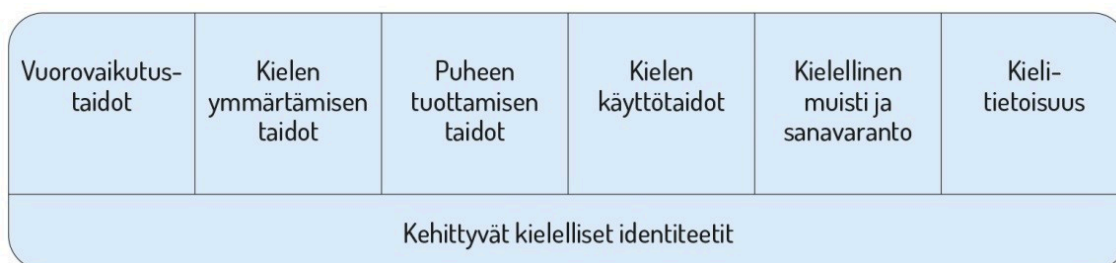 Vuorovaikutus-
taidot
Kielen
ymmärtämisen
taidot
Puheen
tuottamisen
taidot
Kielen
käyttötaidot
Kielellinen
muisti ja
sanavaranto
Kieli-
tietoisuus
Kehittyvät kielelliset identiteetit